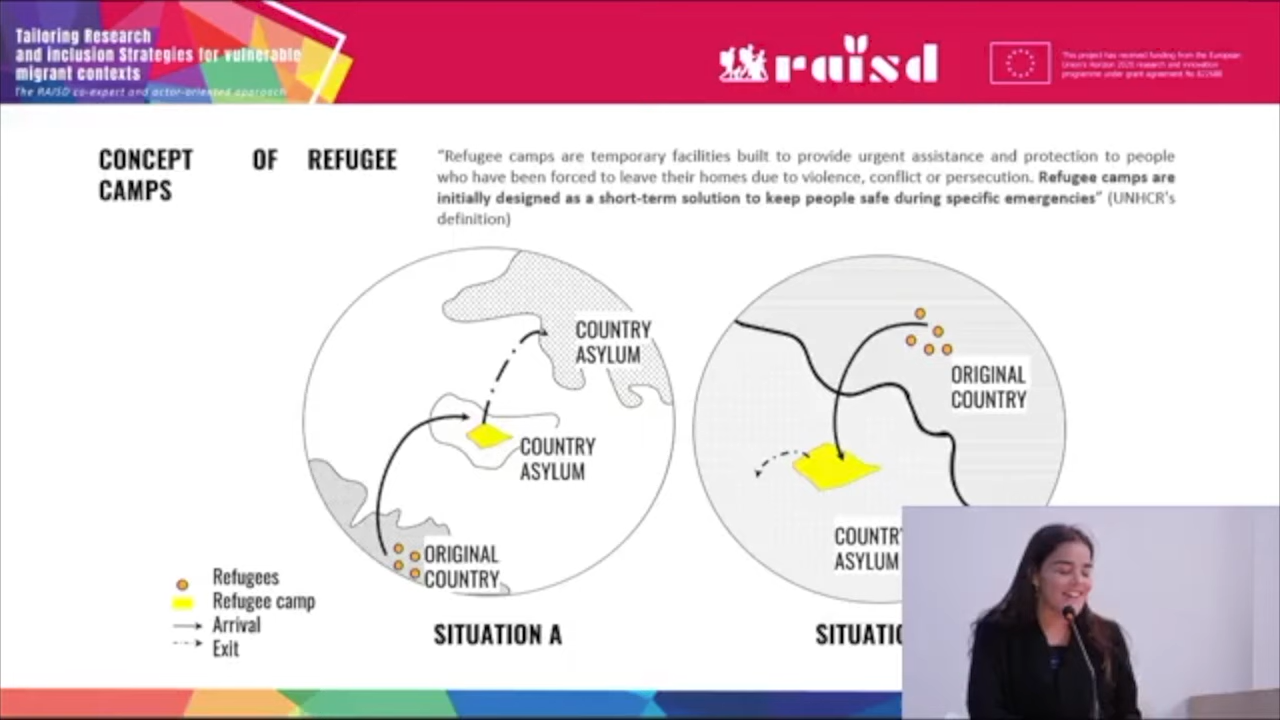 Tailoring Research
and Inclusion Strategies for vulnerable
migrant contexts
The RAISD co-expert and actor-oriented approach
raisd
This project has received funding from the European
Union's Horizon 2020 research and innovation
programme under grant agreement No 822688
CONCEPT OF REFUGEE
CAMPS
“Refugee camps are temporary facilities built to provide urgent assistance and protection to people
who have been forced to leave their homes due to violence, conflict or persecution. Refugee camps are
initially designed as a short-term solution to keep people safe during specific emergencies” (UNHCR's
definition)
COUNTRY
ASYLUM
COUNTRY
ASYLUM
ORIGINAL
COUNTRY
ORIGINAL
COUNTRY
COUNTR
ASYLUM
Refugees
Refugee camp
Arrival
Exit
SITUATION A
SITUATIO